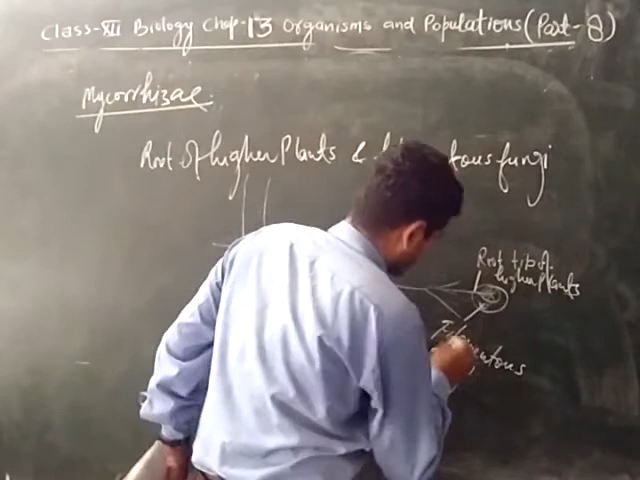 Class-XII Biology Chap-13 Organisms and Populations (Part-8)
Mycorrhizae.
Root of higher Plants &
fungi
Root tip of
higher Plants